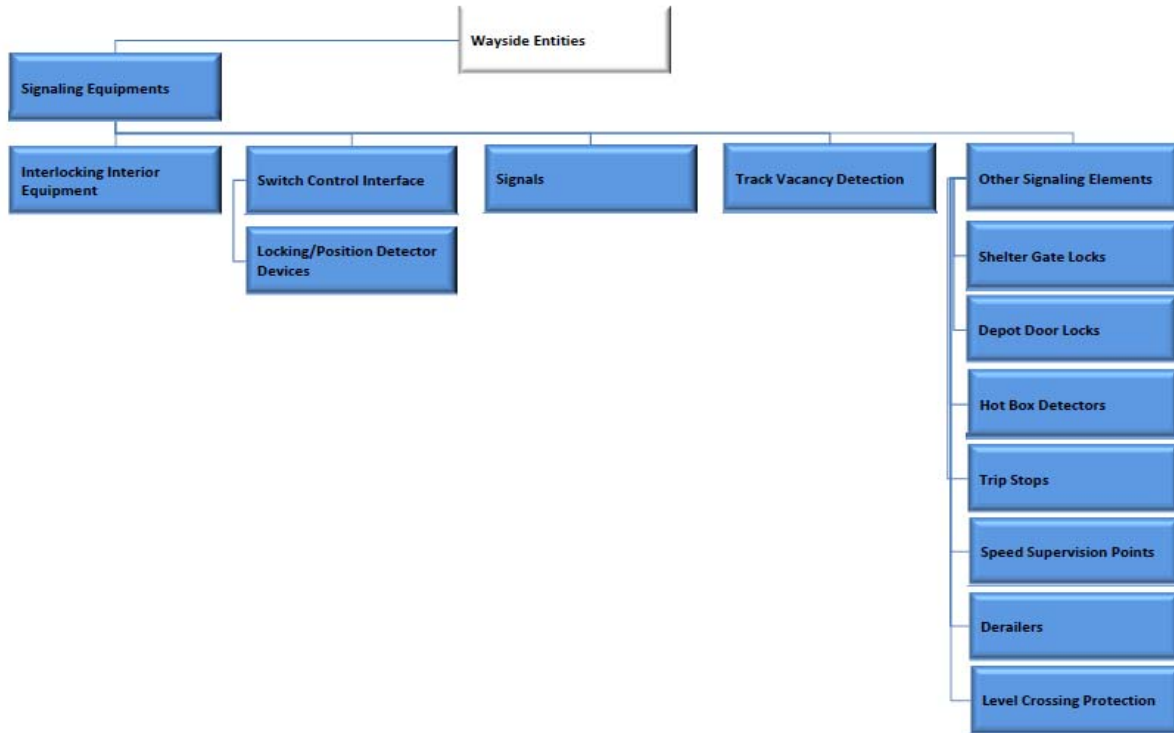 Wayside Entities
Signaling Equipments
Interlocking Interior
Equipment
Switch Control Interface
Signals
Track Vacancy Detection
Other Signaling Elements
Locking/Position Detector
Devices
Shelter Gate Locks
Depot Door Locks
Hot Box Detectors
Trip Stops
Speed Supervision Points
Derailers
Level Crossing Protection